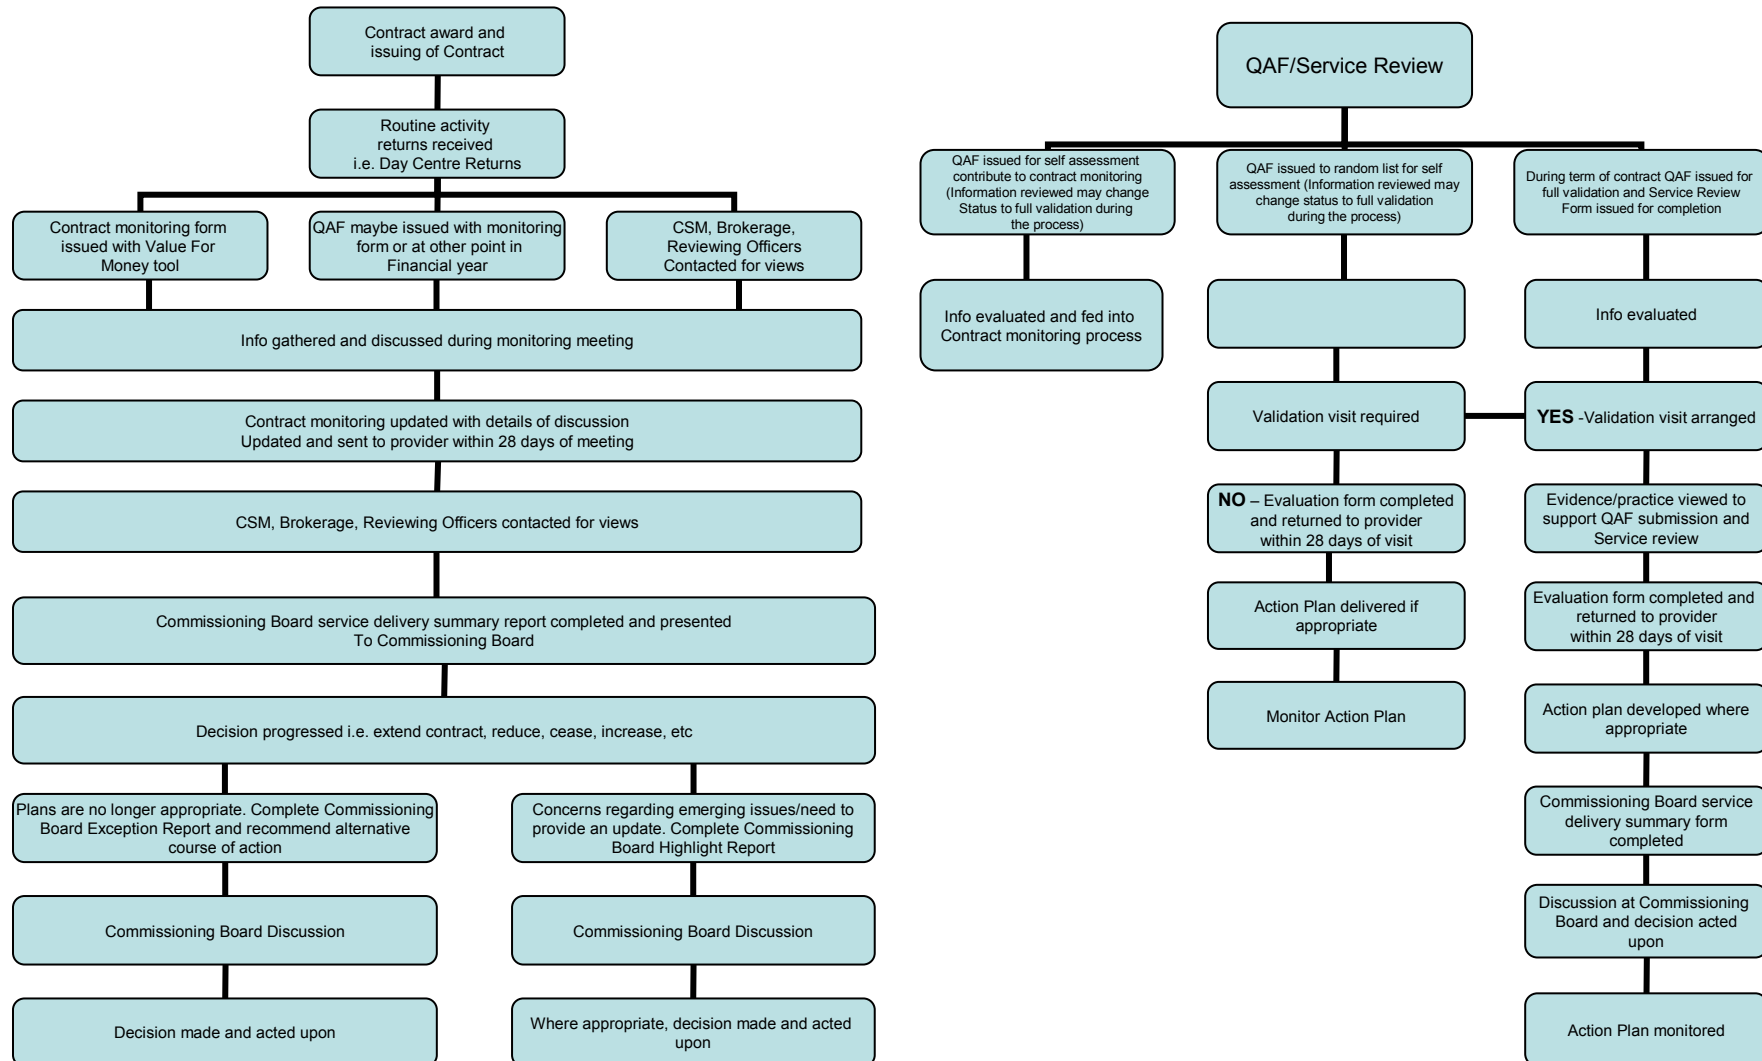 Contract award and
issuing of Contract
Routine activity
returns received
i.e. Day Centre Returns
Contract monitoring form
issued with Value For
Money tool
QAF maybe issued with monitoring
form or at other point in
Financial year
CSM, Brokerage,
Reviewing Officers
Contacted for views
Info gathered and discussed during monitoring meeting
Contract monitoring updated with details of discussion
Updated and sent to provider within 28 days of meeting
CSM, Brokerage, Reviewing Officers contacted for views
Commissioning Board service delivery summary report completed and presented
To Commissioning Board
Decision progressed i.e. extend contract, reduce, cease, increase, etc
Plans are no longer appropriate. Complete Commissioning
Board Exception Report and recommend alternative
course of action
Concerns regarding emerging issues/need to
provide an update. Complete Commissioning
Board Highlight Report
Commissioning Board Discussion
Commissioning Board Discussion
Decision made and acted upon
Where appropriate, decision made and acted
upon
QAF/Service Review
QAF issued for self assessment
contribute to contract monitoring
(Information reviewed may change
Status to full validation during
the process)
QAF issued to random list for self
assessment (Information reviewed may
change status to full validation
during the process)
During term of contract QAF issued for
full validation and Service Review
Form issued for completion
Info evaluated and fed into
Contract monitoring process
Info evaluated
Validation visit required
YES -Validation visit arranged
NO – Evaluation form completed
and returned to provider
within 28 days of visit
Evidence/practice viewed to
support QAF submission and
Service review
Action Plan delivered if
appropriate
Evaluation form completed and
returned to provider
within 28 days of visit
Monitor Action Plan
Action plan developed where
appropriate
Commissioning Board service
delivery summary form
completed
Discussion at Commissioning
Board and decision acted
upon
Action Plan monitored